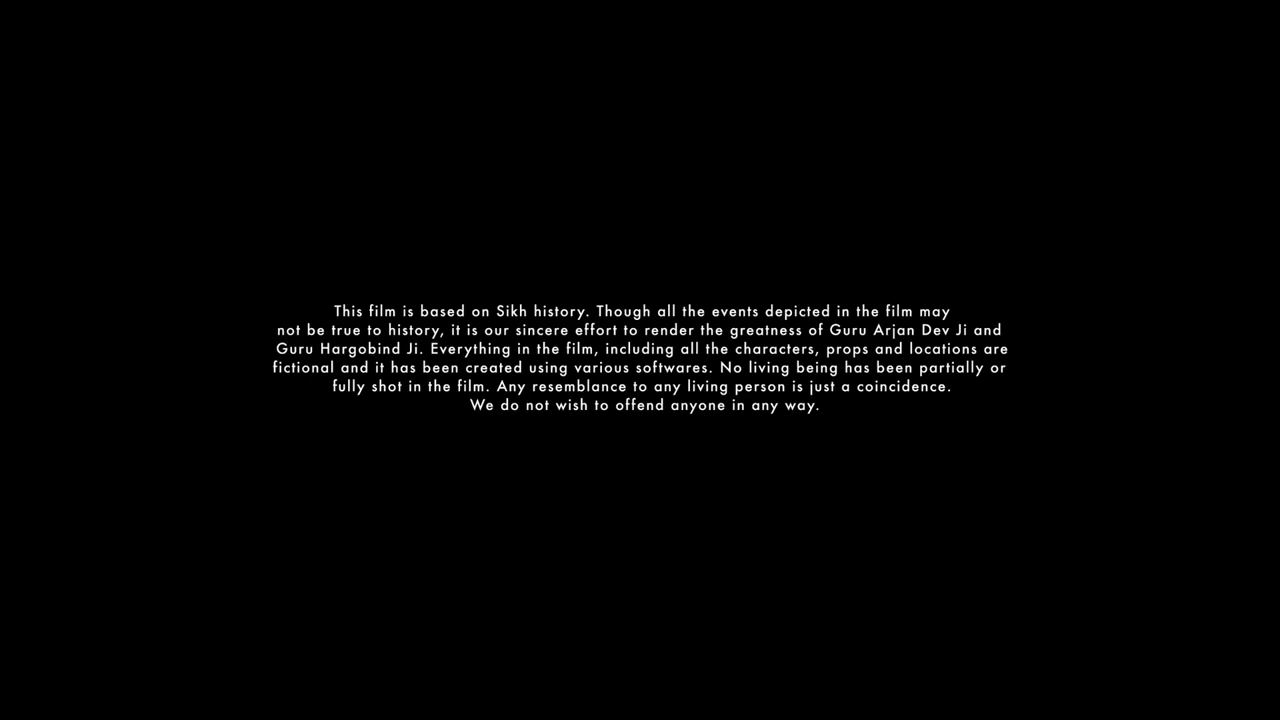 This film is based on Sikh history. Though all the events depicted in the film may
not be true to history, it is our sincere effort to render the greatness of Guru Arjan Dev Ji and
Guru Hargobind Ji. Everything in the film, including all the characters, props and locations are
fictional and it has been created using various softwares. No living being has been partially or
fully shot in the film. Any resemblance to any living person is just a coincidence.
We do not wish to offend anyone in any way.